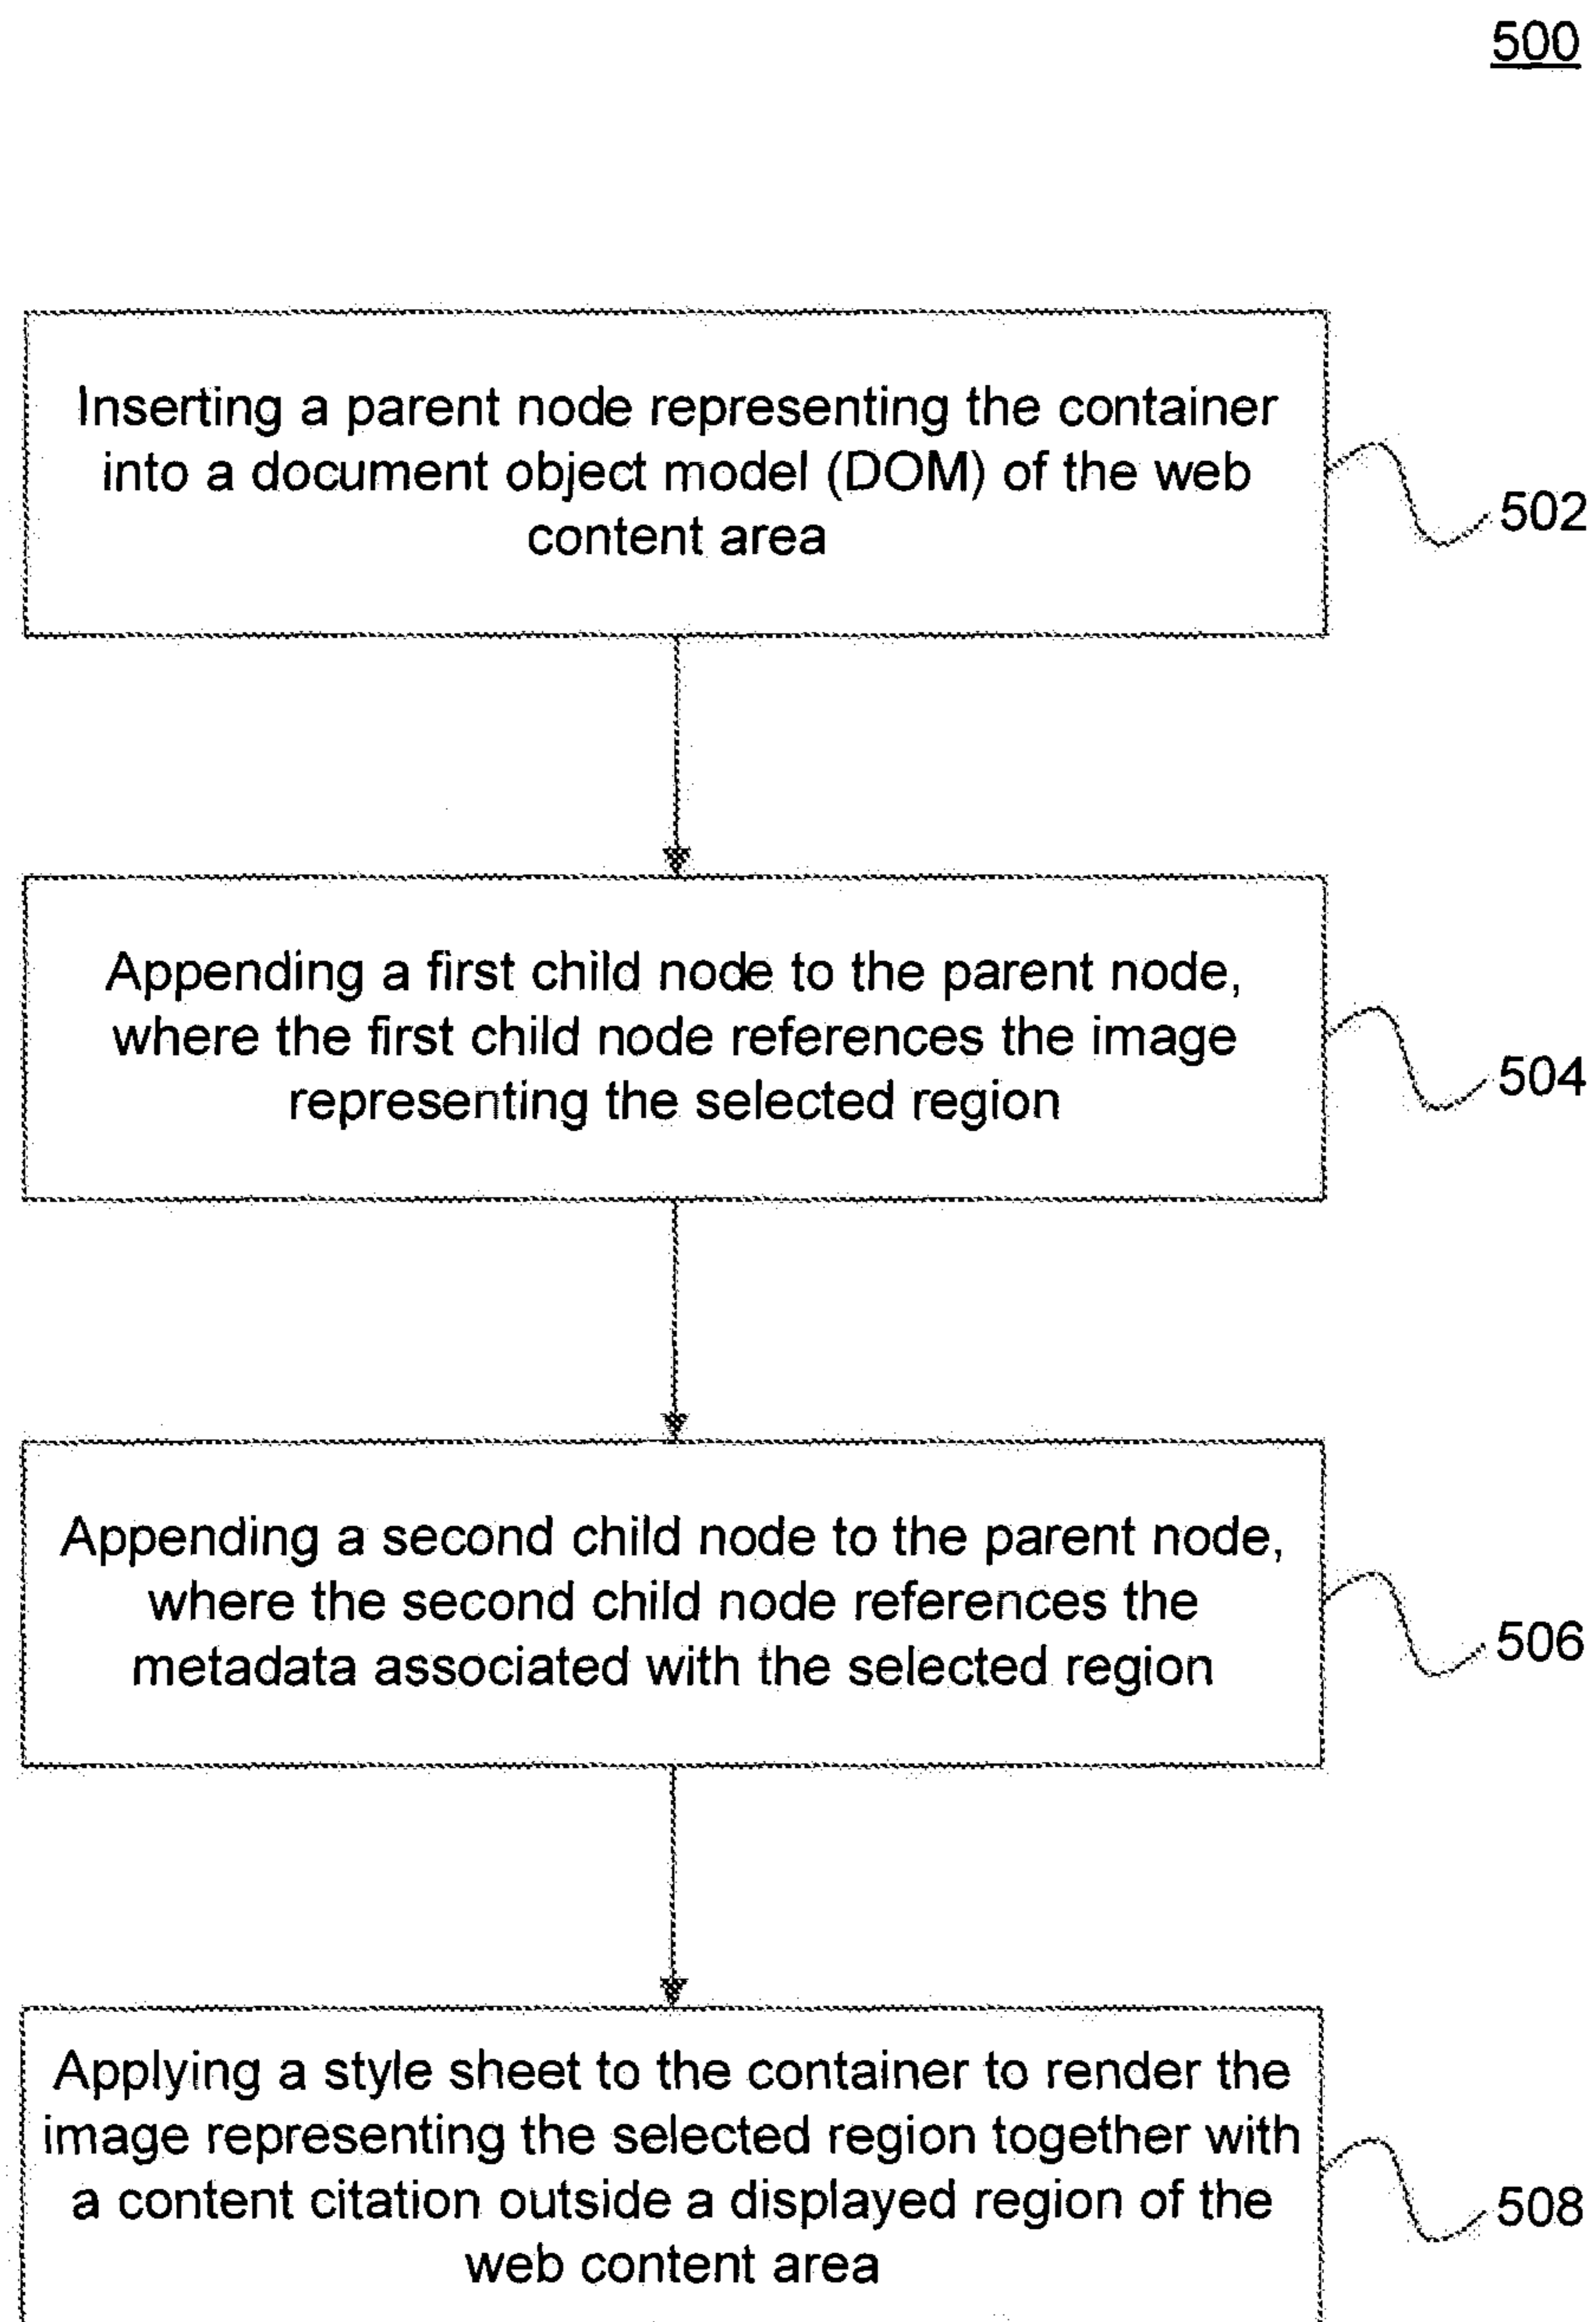 500
Inserting a parent node representing the container
into a document object model (DOM) of the web
content area
502
Appending a first child node to the parent node,
where the first child node references the image
representing the selected region
504
Appending a second child node to the parent node,
where the second child node references the
metadata associated with the selected region
506
Applying a style sheet to the container to render the
image representing the selected region together with
a content citation outside a displayed region of the
web content area
508